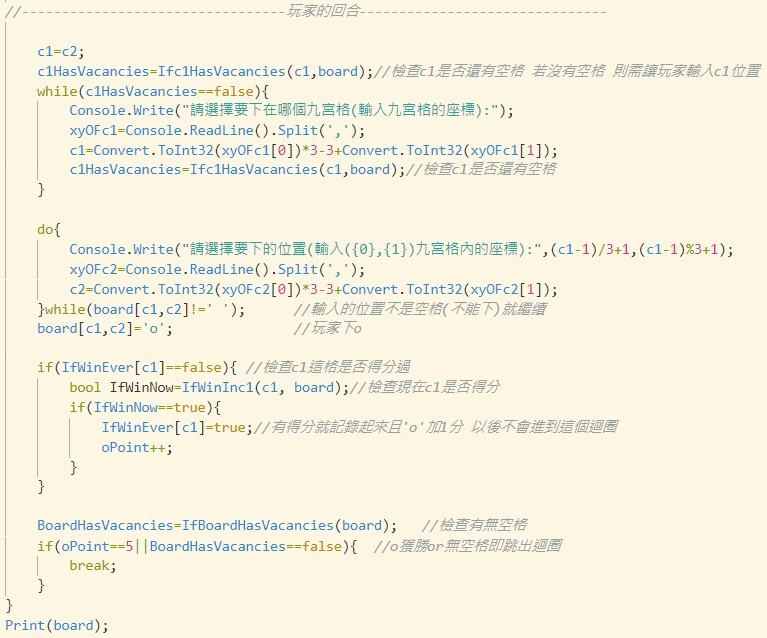 //---------------------------------玩家的回合-------------------------------
c1=c2;
c1HasVacancies=Ifc1HasVacancies(c1,board);//檢查c1是否還有空格 若沒有空格 則需讓玩家輸入c1位置
while(c1HasVacancies==false){
Console.Write("請選擇要下在哪個九宮格(輸入九宮格的座標):");
xyOFc1=Console.ReadLine().Split(',');
c1=Convert.ToInt32(xyOFc1[0])*3-3+Convert.ToInt32(xyOFc1[1]);
c1HasVacancies=Ifc1HasVacancies(c1,board);//檢查c1是否還有空格
}
do{
Console.Write("請選擇要下的位置(輸入({0},{1})九宮格內的座標):",(c1-1)/3+1,(c1-1)%3+1);
xyOFc2=Console.ReadLine().Split(',');
c2=Convert.ToInt32(xyOFc2[0])*3-3+Convert.ToInt32(xyOFc2[1]);
}while(board[c1,c2]!=' ');      //輸入的位置不是空格(不能下)就繼續
board[c1,c2]='o';               //玩家下o
if(IfWinEver[c1]==false){ //檢查c1這格是否得分過
bool IfWinNow=IfWinInc1(c1, board);//檢查現在c1是否得分
if(IfWinNow==true){
IfWinEver[c1]=true;//有得分就記錄起來且'o'加1分 以後不會進到這個迴圈
oPoint++;
}
}
BoardHasVacancies=IfBoardHasVacancies(board);   //檢查有無空格
if(oPoint==5||BoardHasVacancies==false){  //o獲勝or無空格即跳出迴圈
break;
}
}
Print(board);